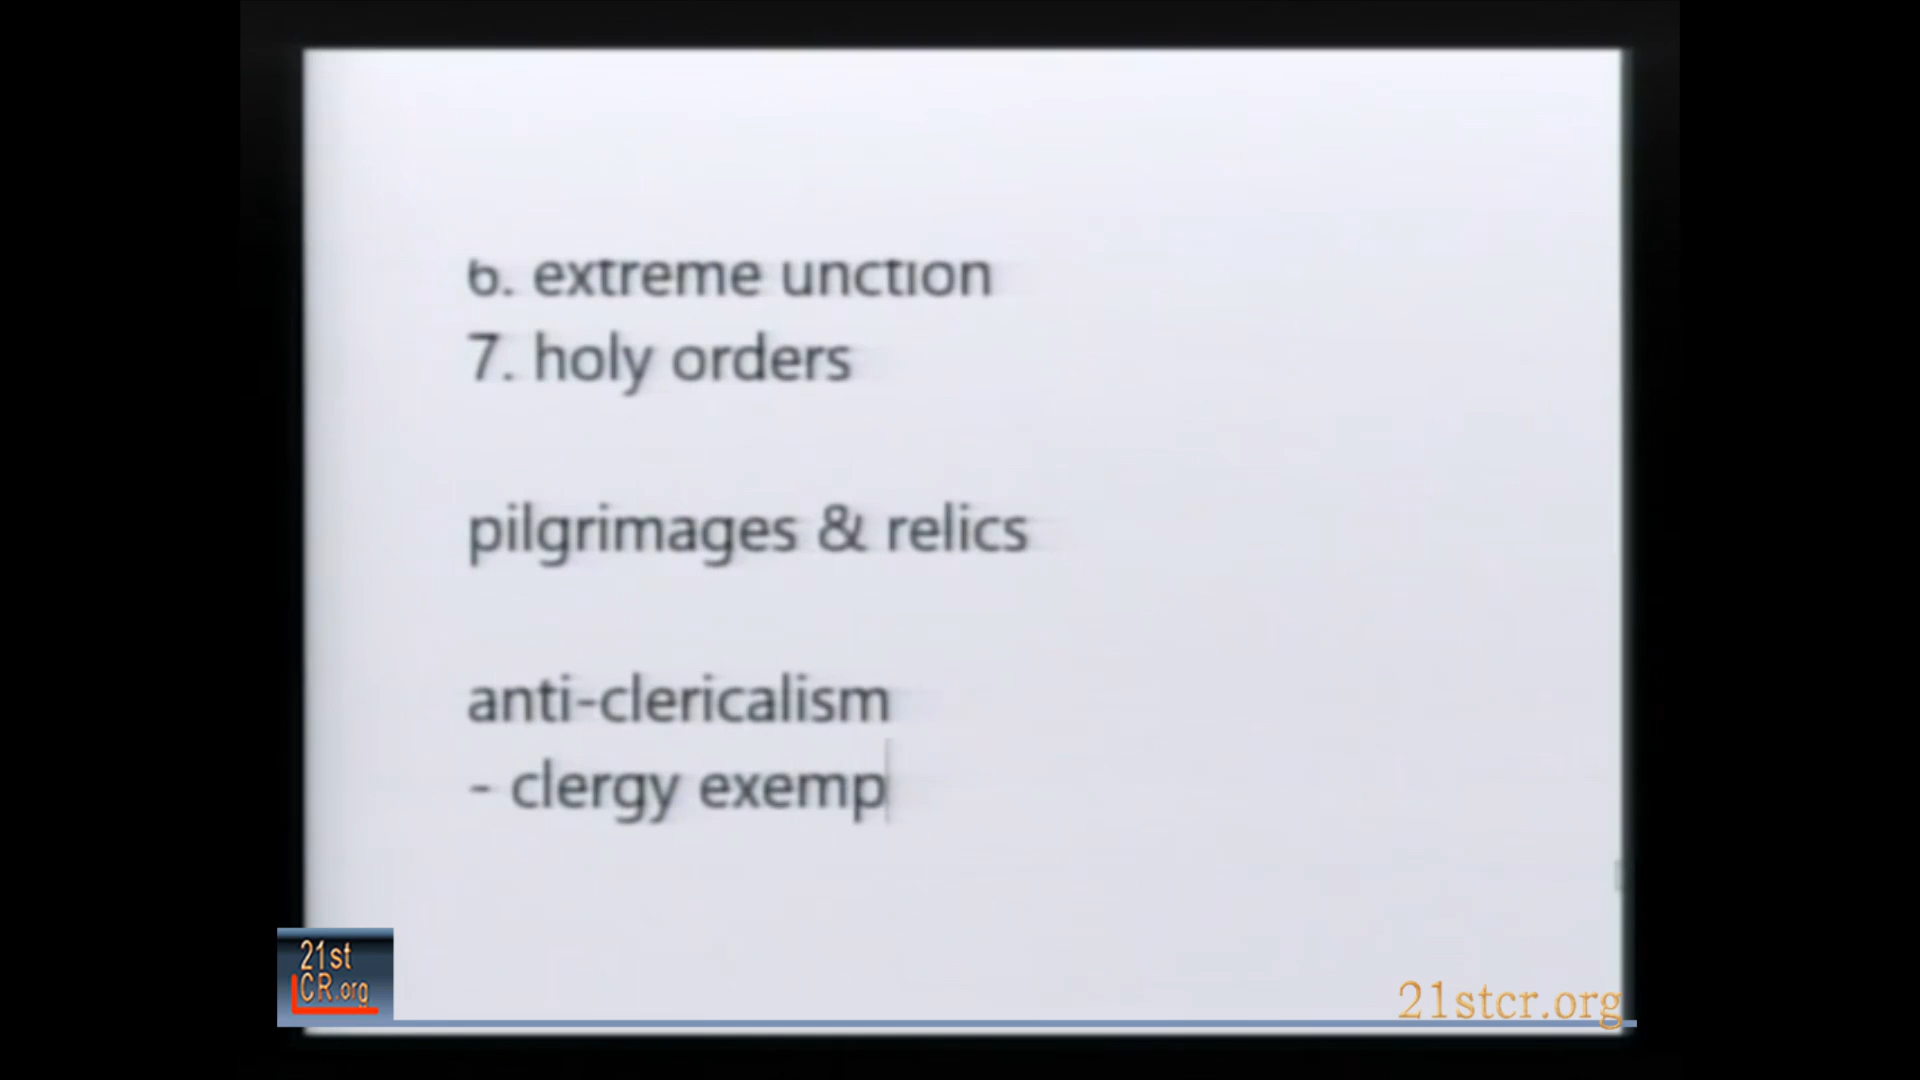 6. extreme unction
7. holy orders
pilgrimages & relics
anti-clericalism
- clergy exemp
21st
CR.org
21stcr.org